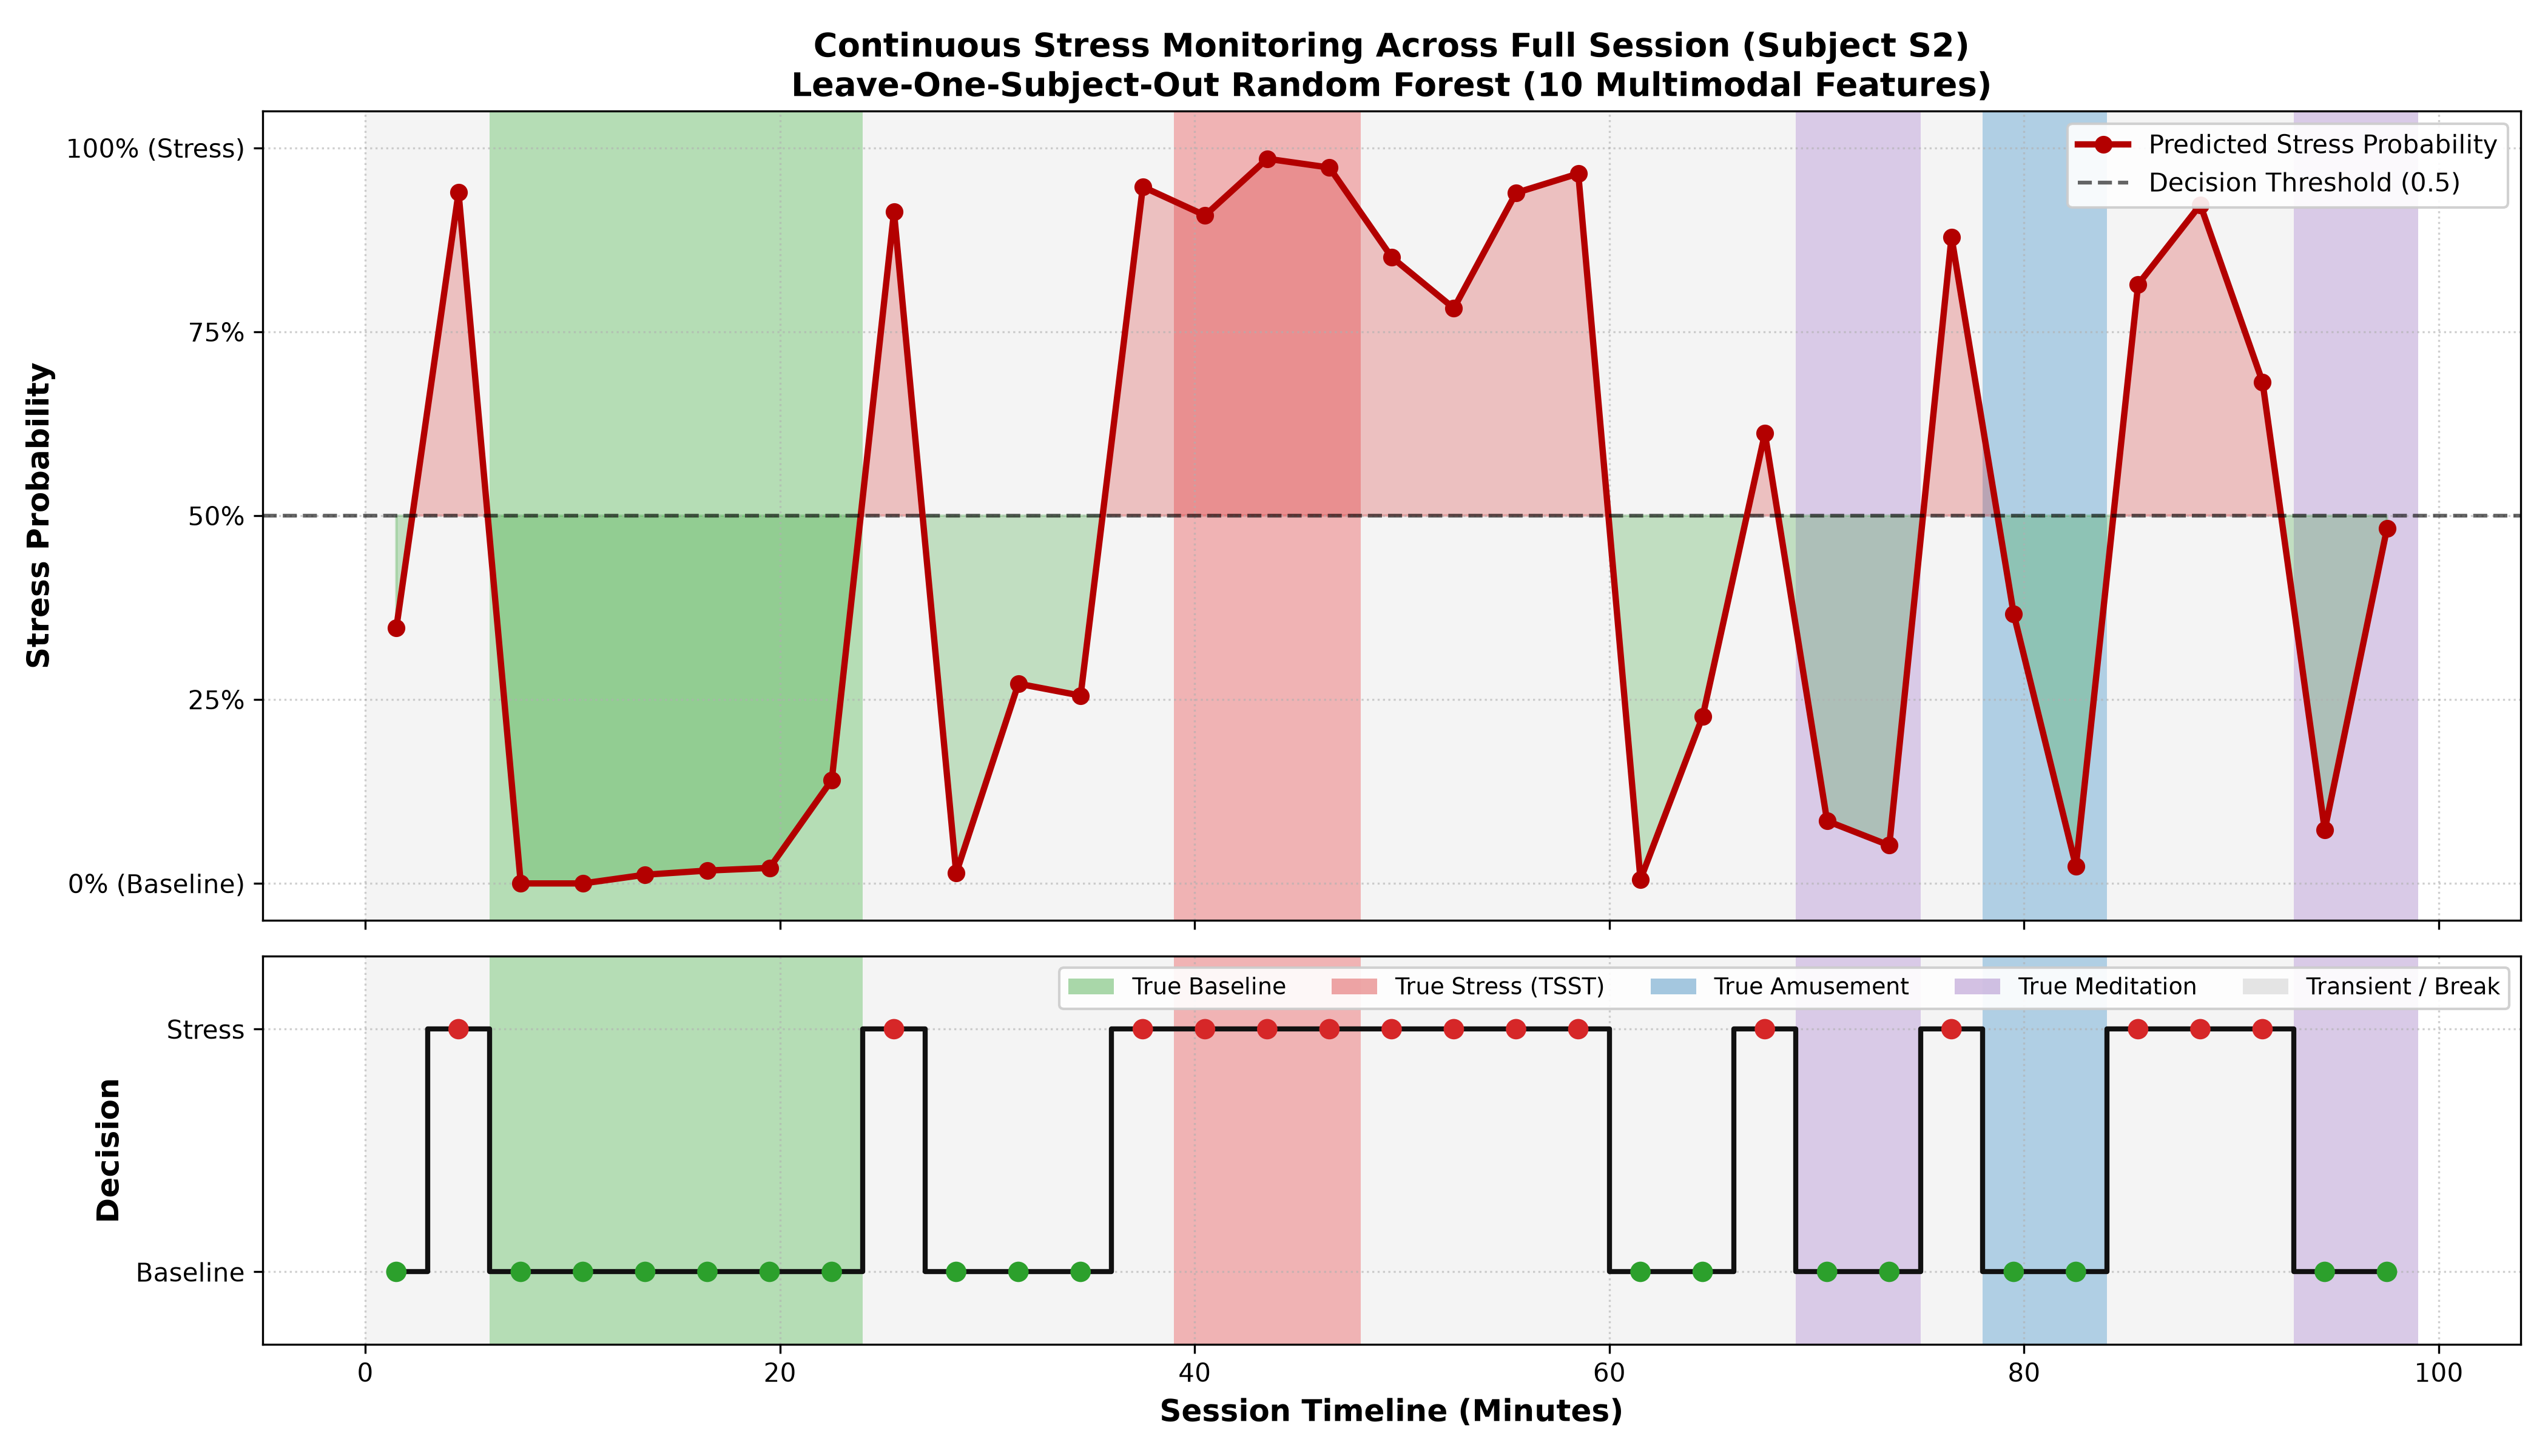 Continuous Stress Monitoring Across Full Session (Subject S2)
Leave-One-Subject-Out Random Forest (10 Multimodal Features)
Stress Probability
100% (Stress)
75%
50%
25%
0% (Baseline)
Predicted Stress Probability
Decision Threshold (0.5)
Decision
Stress
Baseline
True Baseline
True Stress (TSST)
True Amusement
True Meditation
Transient / Break
0
20
40
60
80
100
Session Timeline (Minutes)